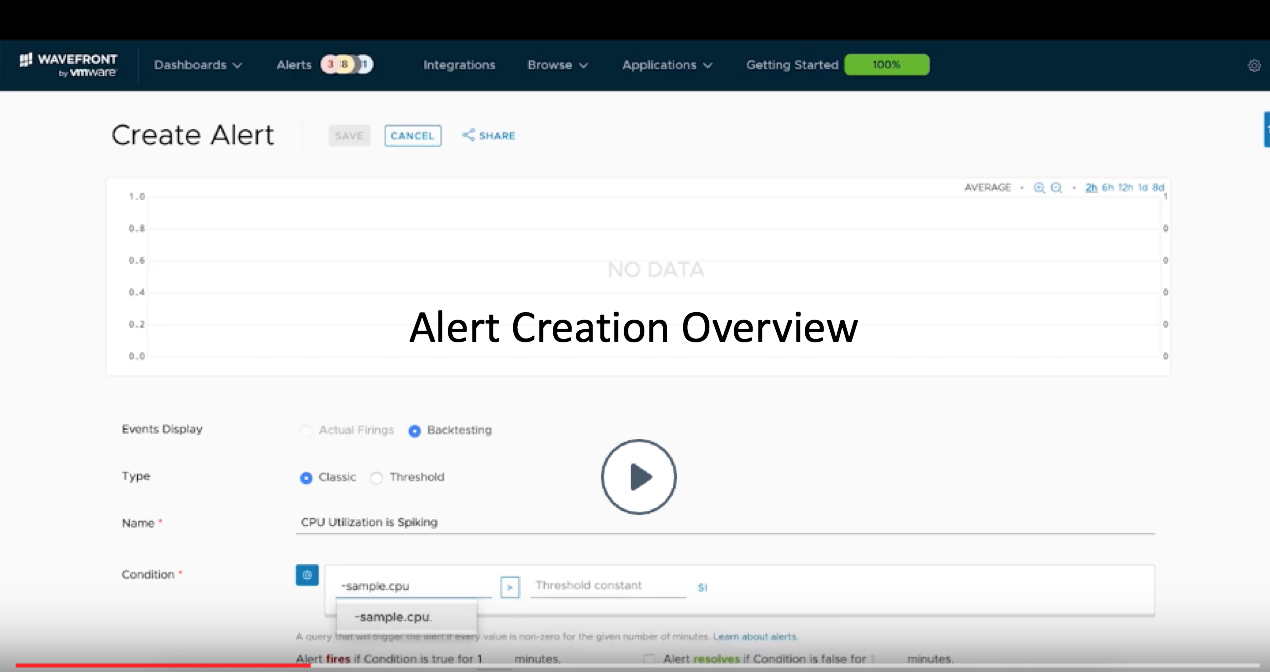 WAVEFRONT
by vmware
Dashboards
Alerts 3 8 1
Integrations
Browse
Applications
Getting Started 100%
Create Alert
SAVE
CANCEL
SHARE
AVERAGE • • 2h 6h 12h 1d 8d
1.0 1
0.8 0
0.6 0
NO DATA
0.4 0
Alert Creation Overview
0.2 0
0.0 0
Events Display Actual Firings Backtesting
Type Classic Threshold
Name * CPU Utilization is Spiking
Condition * ~sample.cpu > Threshold constant SI
~sample.cpu.
A query that will trigger the alert if every value is non-zero for the given number of minutes. Learn about alerts.
Alert fires if Condition is true for 1 minutes. Alert resolves if Condition is false for minutes.